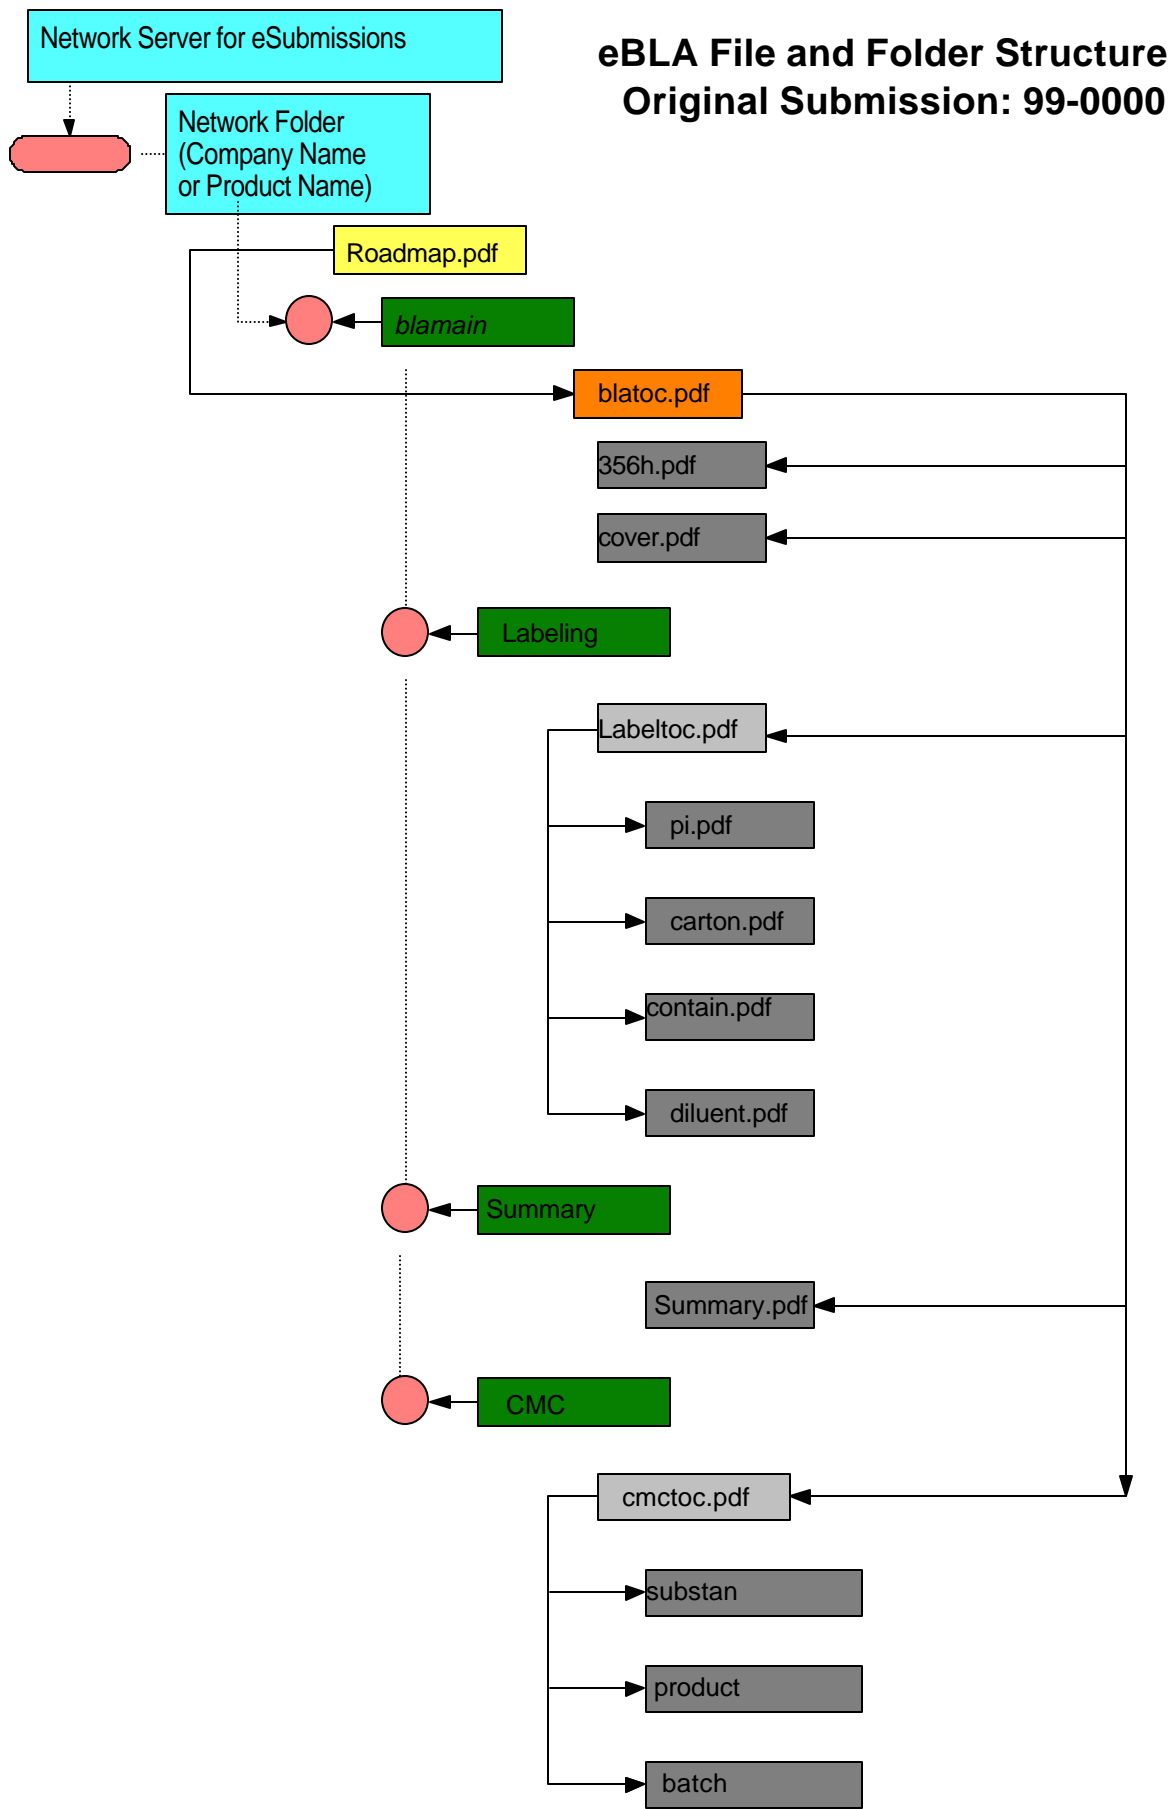 Network Server for eSubmissions
eBLA File and Folder Structure
Original Submission: 99-0000
Network Folder
(Company Name
or Product Name)
Roadmap.pdf
blamain
blatoc.pdf
356h.pdf
cover.pdf
Labeling
Labeltoc.pdf
pi.pdf
carton.pdf
contain.pdf
diluent.pdf
Summary
Summary.pdf
CMC
cmctoc.pdf
substan
product
batch